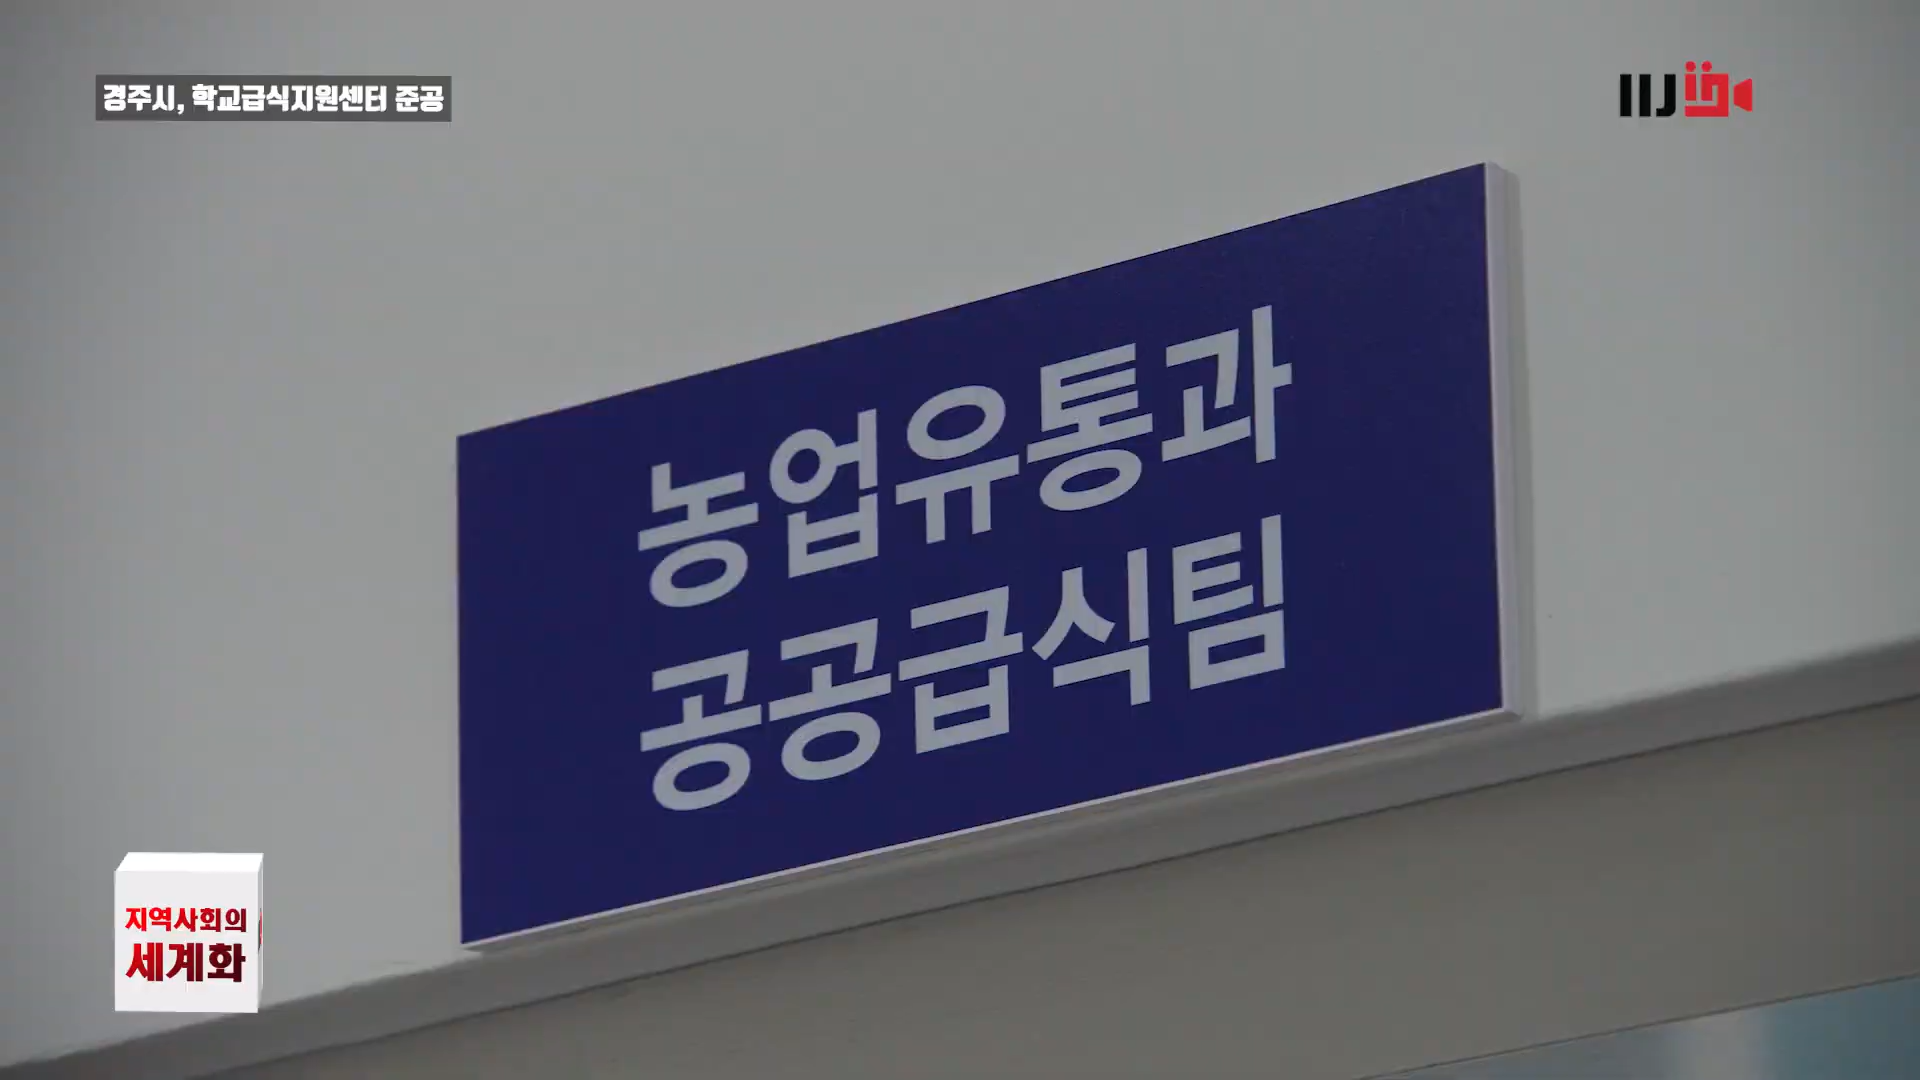 경주시, 학교급식지원센터 준공
농업유통과
공공급식팀
지역사회의
세계화